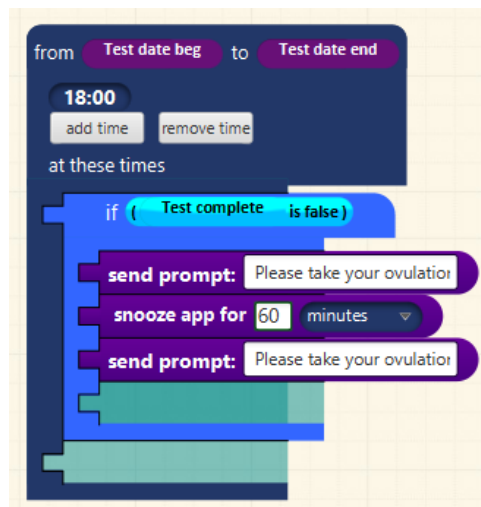 from Test date beg to Test date end
18:00
add time remove time
at these times
if ( Test complete is false )
send prompt: Please take your ovulation
snooze app for 60 minutes
send prompt: Please take your ovulation